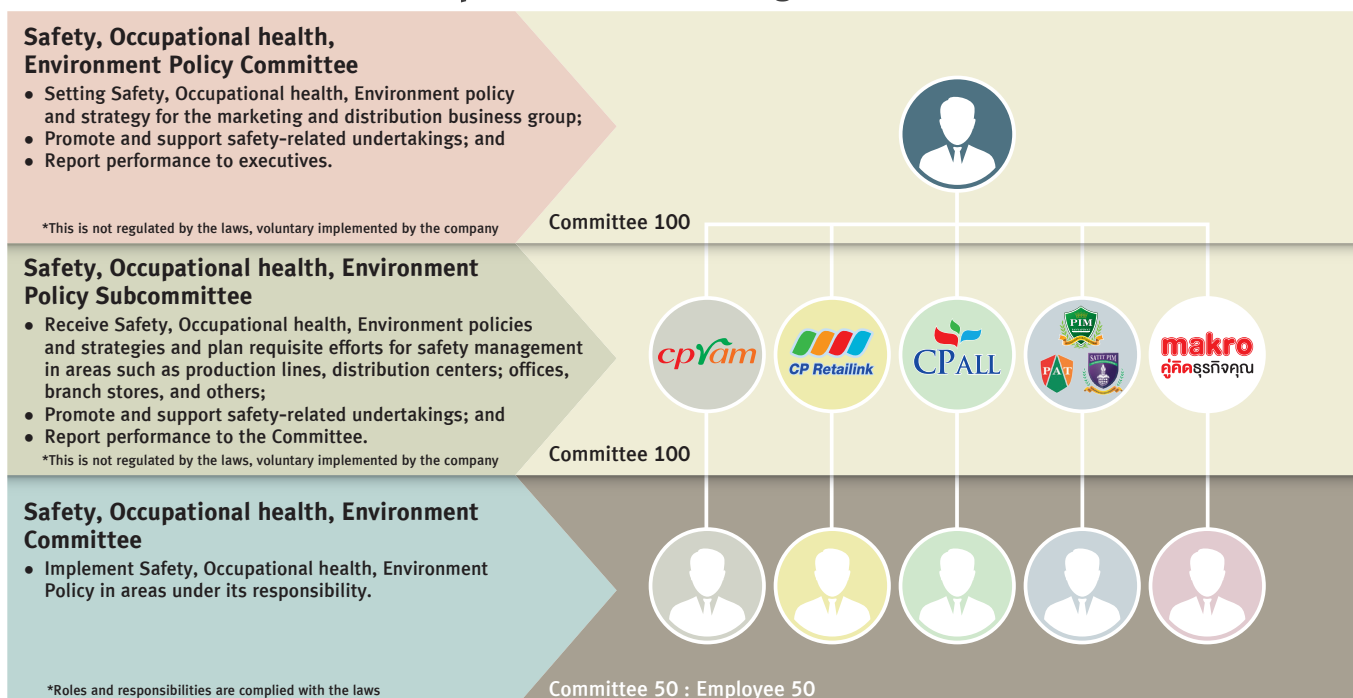 Safety, Occupational health,
Environment Policy Committee
• Setting Safety, Occupational health, Environment policy
and strategy for the marketing and distribution business group;
• Promote and support safety-related undertakings; and
• Report performance to executives.
*This is not regulated by the laws, voluntary implemented by the company
Committee 100
Safety, Occupational health, Environment
Policy Subcommittee
• Receive Safety, Occupational health, Environment policies
and strategies and plan requisite efforts for safety management
in areas such as production lines, distribution centers; offices,
branch stores, and others;
• Promote and support safety-related undertakings; and
• Report performance to the Committee.
*This is not regulated by the laws, voluntary implemented by the company
Committee 100
cpram
CP Retailink
CPALL
PIM
PAT
SATIT PIM
makro
คู่คิดธุรกิจคุณ
Safety, Occupational health, Environment
Committee
• Implement Safety, Occupational health, Environment
Policy in areas under its responsibility.
*Roles and responsibilities are complied with the laws
Committee 50 : Employee 50